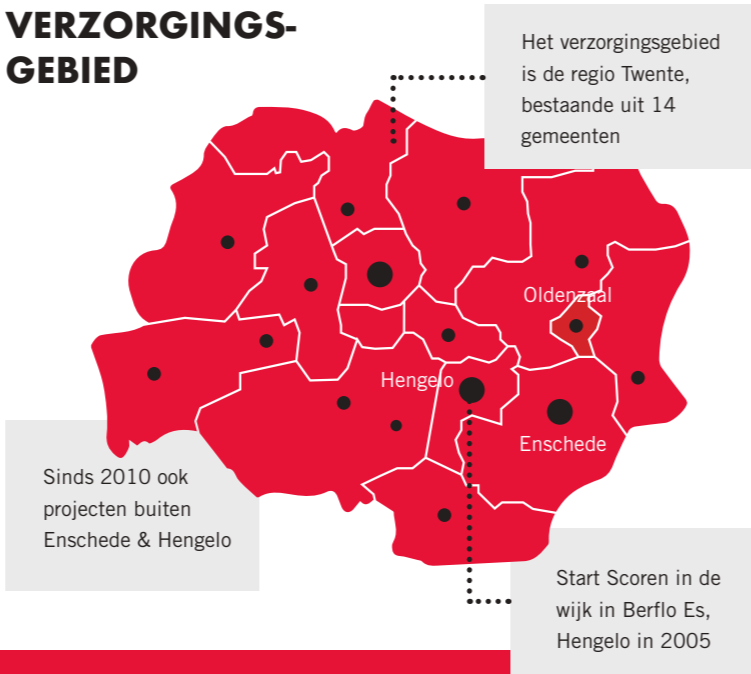 VERZORGINGS-
GEBIED
Het verzorgingsgebied
is de regio Twente,
bestaande uit 14
gemeenten
Oldenzaal
Hengelo
Enschede
Sinds 2010 ook
projecten buiten
Enschede & Hengelo
Start Scoren in de
wijk in Berflo Es,
Hengelo in 2005